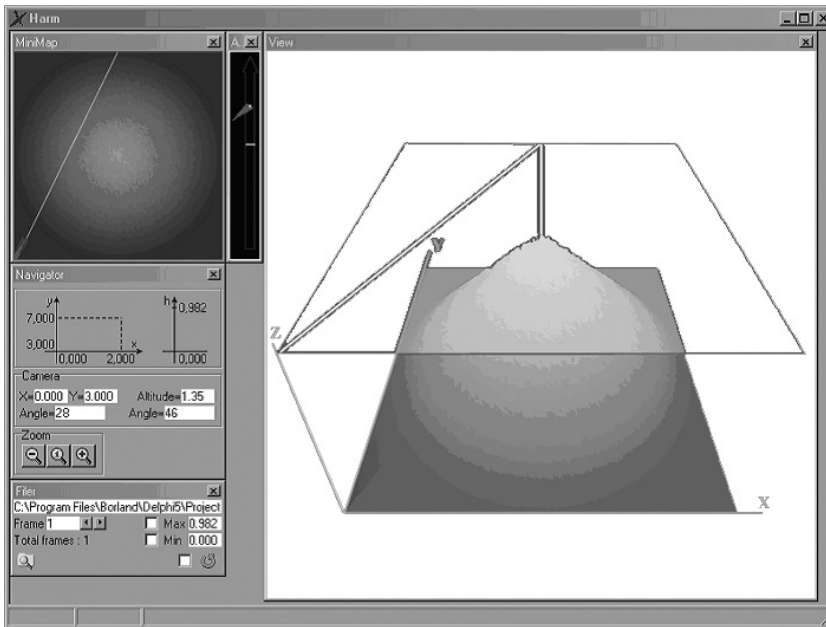 Harm
MiniMap
A.
View
Y
Z
X
Navigator
y
7,000
3,000
0,000
2,000
x
h
0,982
0,000
Camera
X=0.000 Y=3.000 Altitude=1.35
Angle=28 Angle=46
Zoom
Filer
C:\Program Files\Borland\Delphi5\Project
Frame 1 Max 0.982
Total frames : 1 Min 0.000